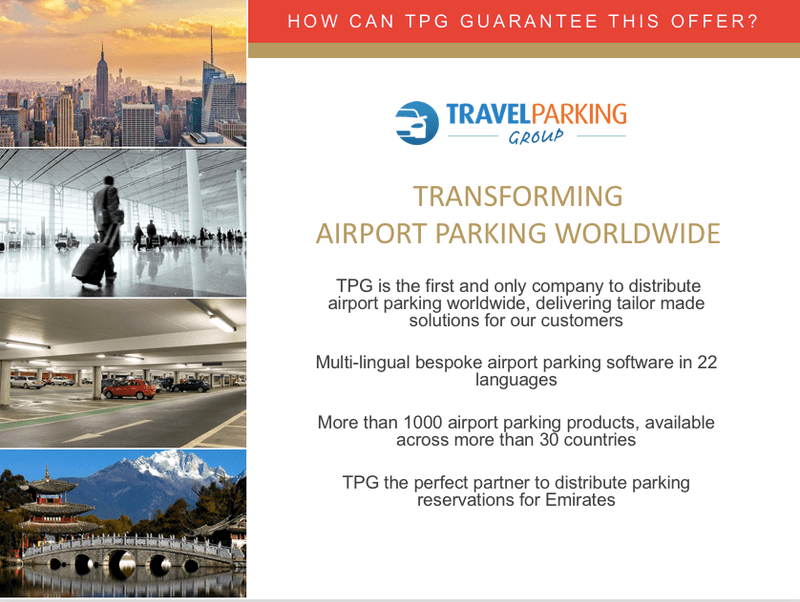 HOW CAN TPG GUARANTEE THIS OFFER?
TRAVELPARKING
GROUP
TRANSFORMING
AIRPORT PARKING WORLDWIDE
TPG is the first and only company to distribute
airport parking worldwide, delivering tailor made
solutions for our customers
Multi-lingual bespoke airport parking software in 22
languages
More than 1000 airport parking products, available
across more than 30 countries
TPG the perfect partner to distribute parking
reservations for Emirates